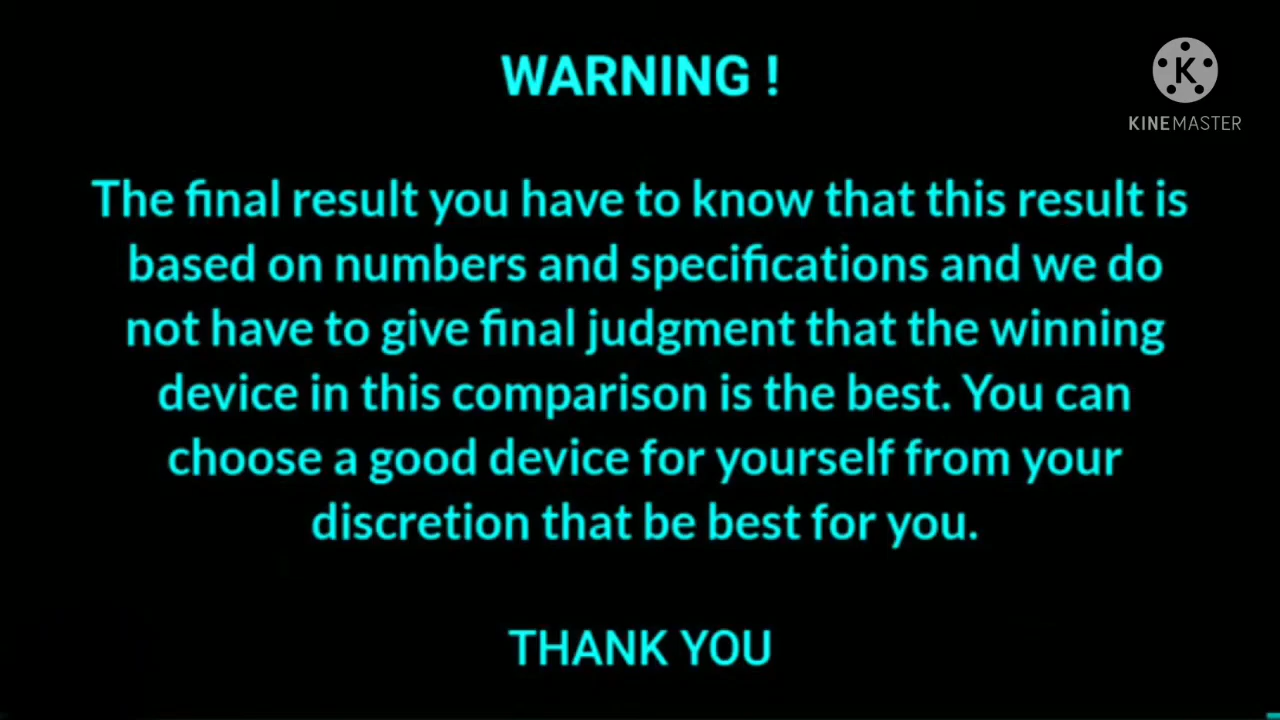 WARNING !
K
KINEMASTER
The final result you have to know that this result is
based on numbers and specifications and we do
not have to give final judgment that the winning
device in this comparison is the best. You can
choose a good device for yourself from your
discretion that be best for you.
THANK YOU